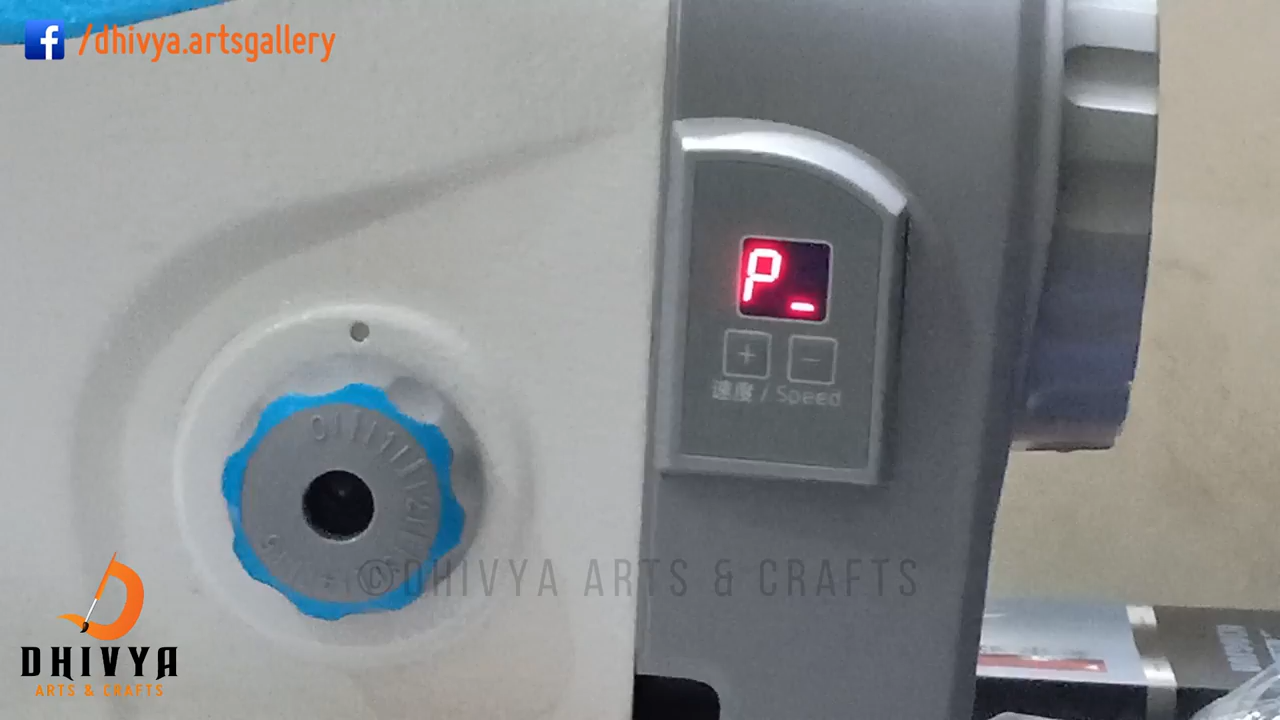 /dhivya.artsgallery
P_
+ -
速度 / Speed
©DHIVYA ARTS & CRAFTS
DHIVYA
ARTS & CRAFTS